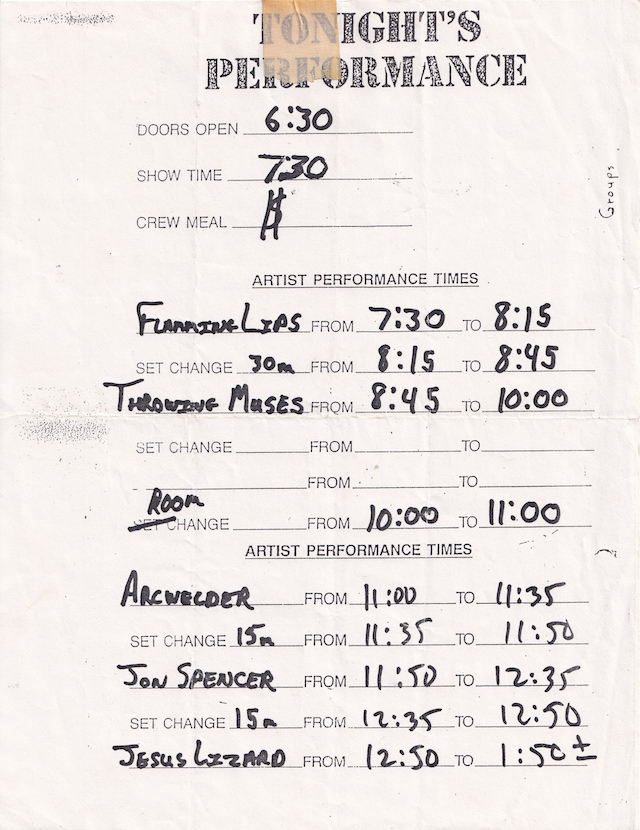 TONIGHT'S
PERFORMANCE
DOORS OPEN 6:30
SHOW TIME 7:30
CREW MEAL $
Groups
ARTIST PERFORMANCE TIMES
FLAMMING LIPS FROM 7:30 TO 8:15
SET CHANGE 30m FROM 8:15 TO 8:45
THROWING MUSES FROM 8:45 TO 10:00
SET CHANGE FROM TO
FROM TO
ROOM
SET CHANGE FROM 10:00 TO 11:00
ARTIST PERFORMANCE TIMES
ARCWELDER FROM 11:00 TO 11:35
SET CHANGE 15m FROM 11:35 TO 11:50
JON SPENCER FROM 11:50 TO 12:35
SET CHANGE 15m FROM 12:35 TO 12:50
JESUS LIZARD FROM 12:50 TO 1:50 ±